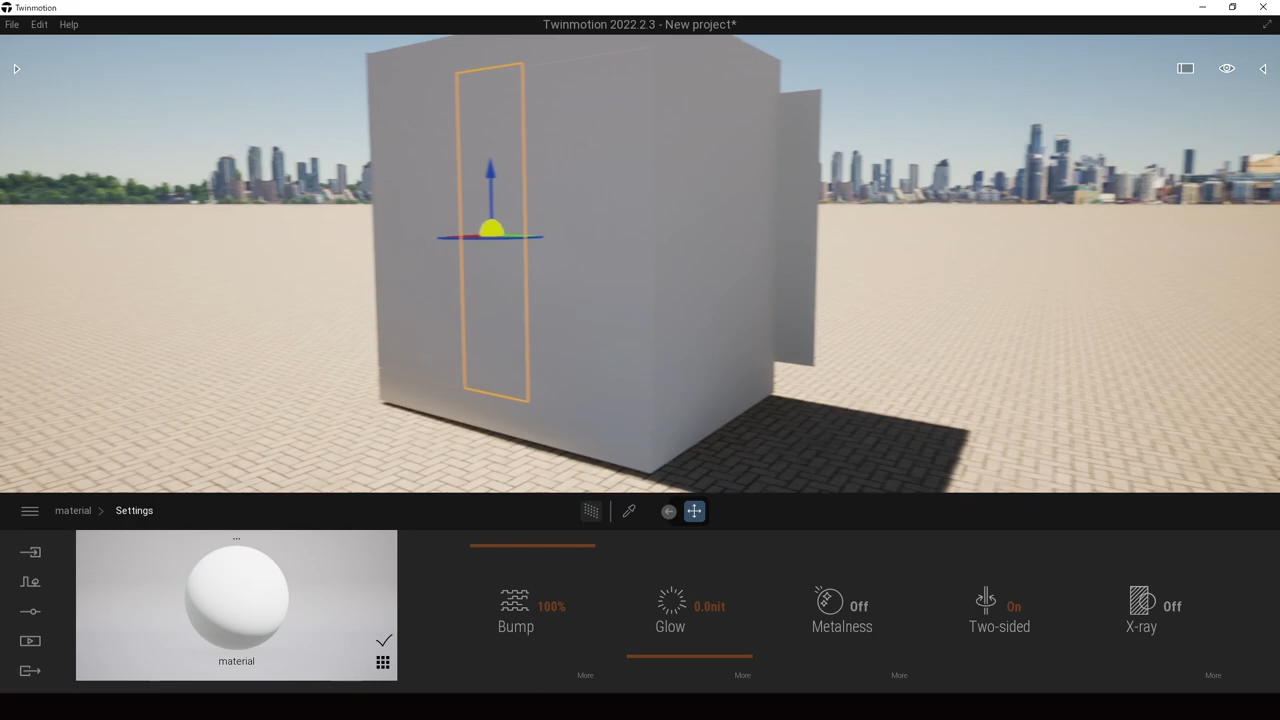 Twinmotion
File Edit Help
Twinmotion 2022.2.3 - New project*
material > Settings
...
material
100%
Bump
More
0.0nit
Glow
More
Off
Metalness
More
On
Two-sided
Off
X-ray
More